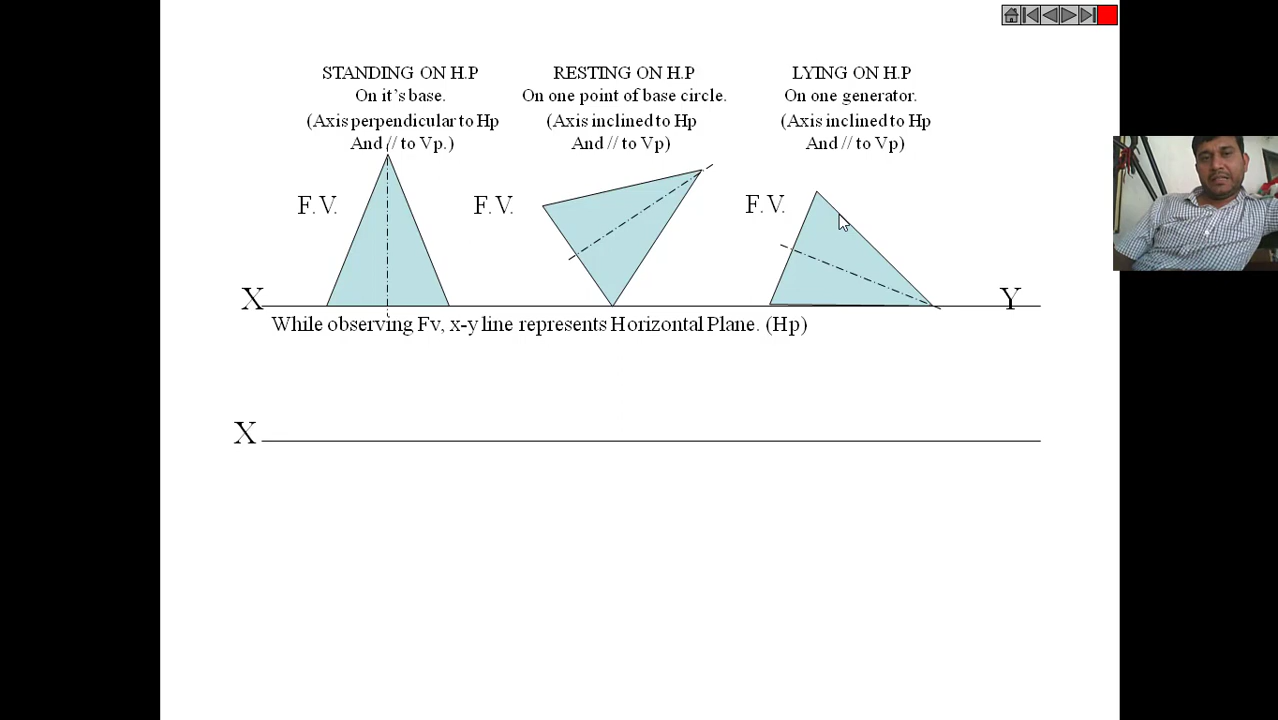 STANDING ON H.P
On it's base.
(Axis perpendicular to Hp
And // to Vp.)
F.V.
RESTING ON H.P
On one point of base circle.
(Axis inclined to Hp
And // to Vp)
F.V.
LYING ON H.P
On one generator.
(Axis inclined to Hp
And // to Vp)
F.V.
X
Y
While observing Fv, x-y line represents Horizontal Plane. (Hp)
X